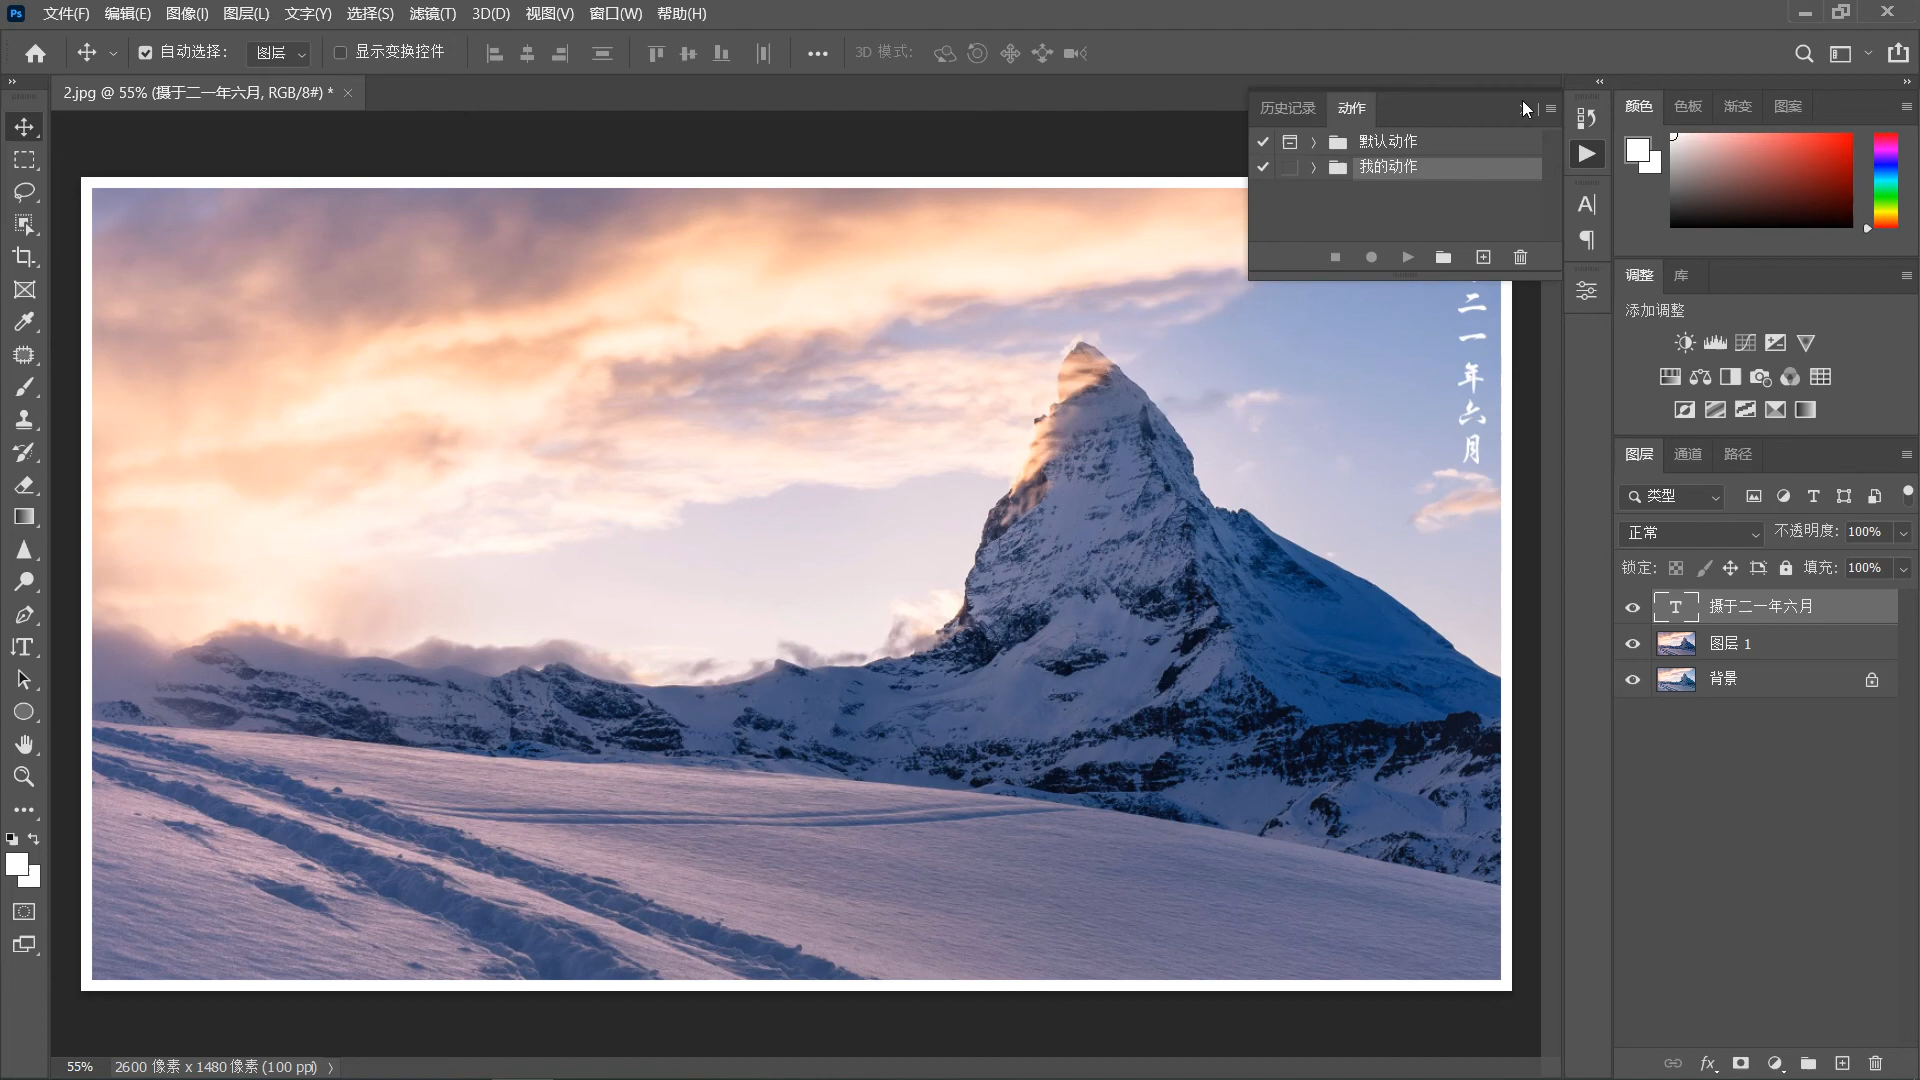 Ps 文件(F) 编辑(E) 图像(I) 图层(L) 文字(Y) 选择(S) 滤镜(T) 3D(D) 视图(V) 窗口(W) 帮助(H)
自动选择: 图层 显示变换控件 3D 模式:
2.jpg @ 55% (摄于二一年六月, RGB/8#) *
历史记录 动作
默认动作
我的动作
二一年六月
颜色 色板 渐变 图案
调整 库
添加调整
图层 通道 路径
类型
正常 不透明度: 100%
锁定: 填充: 100%
T 摄于二一年六月
图层 1
背景
fx
55% 2600 像素 x 1480 像素 (100 ppi)